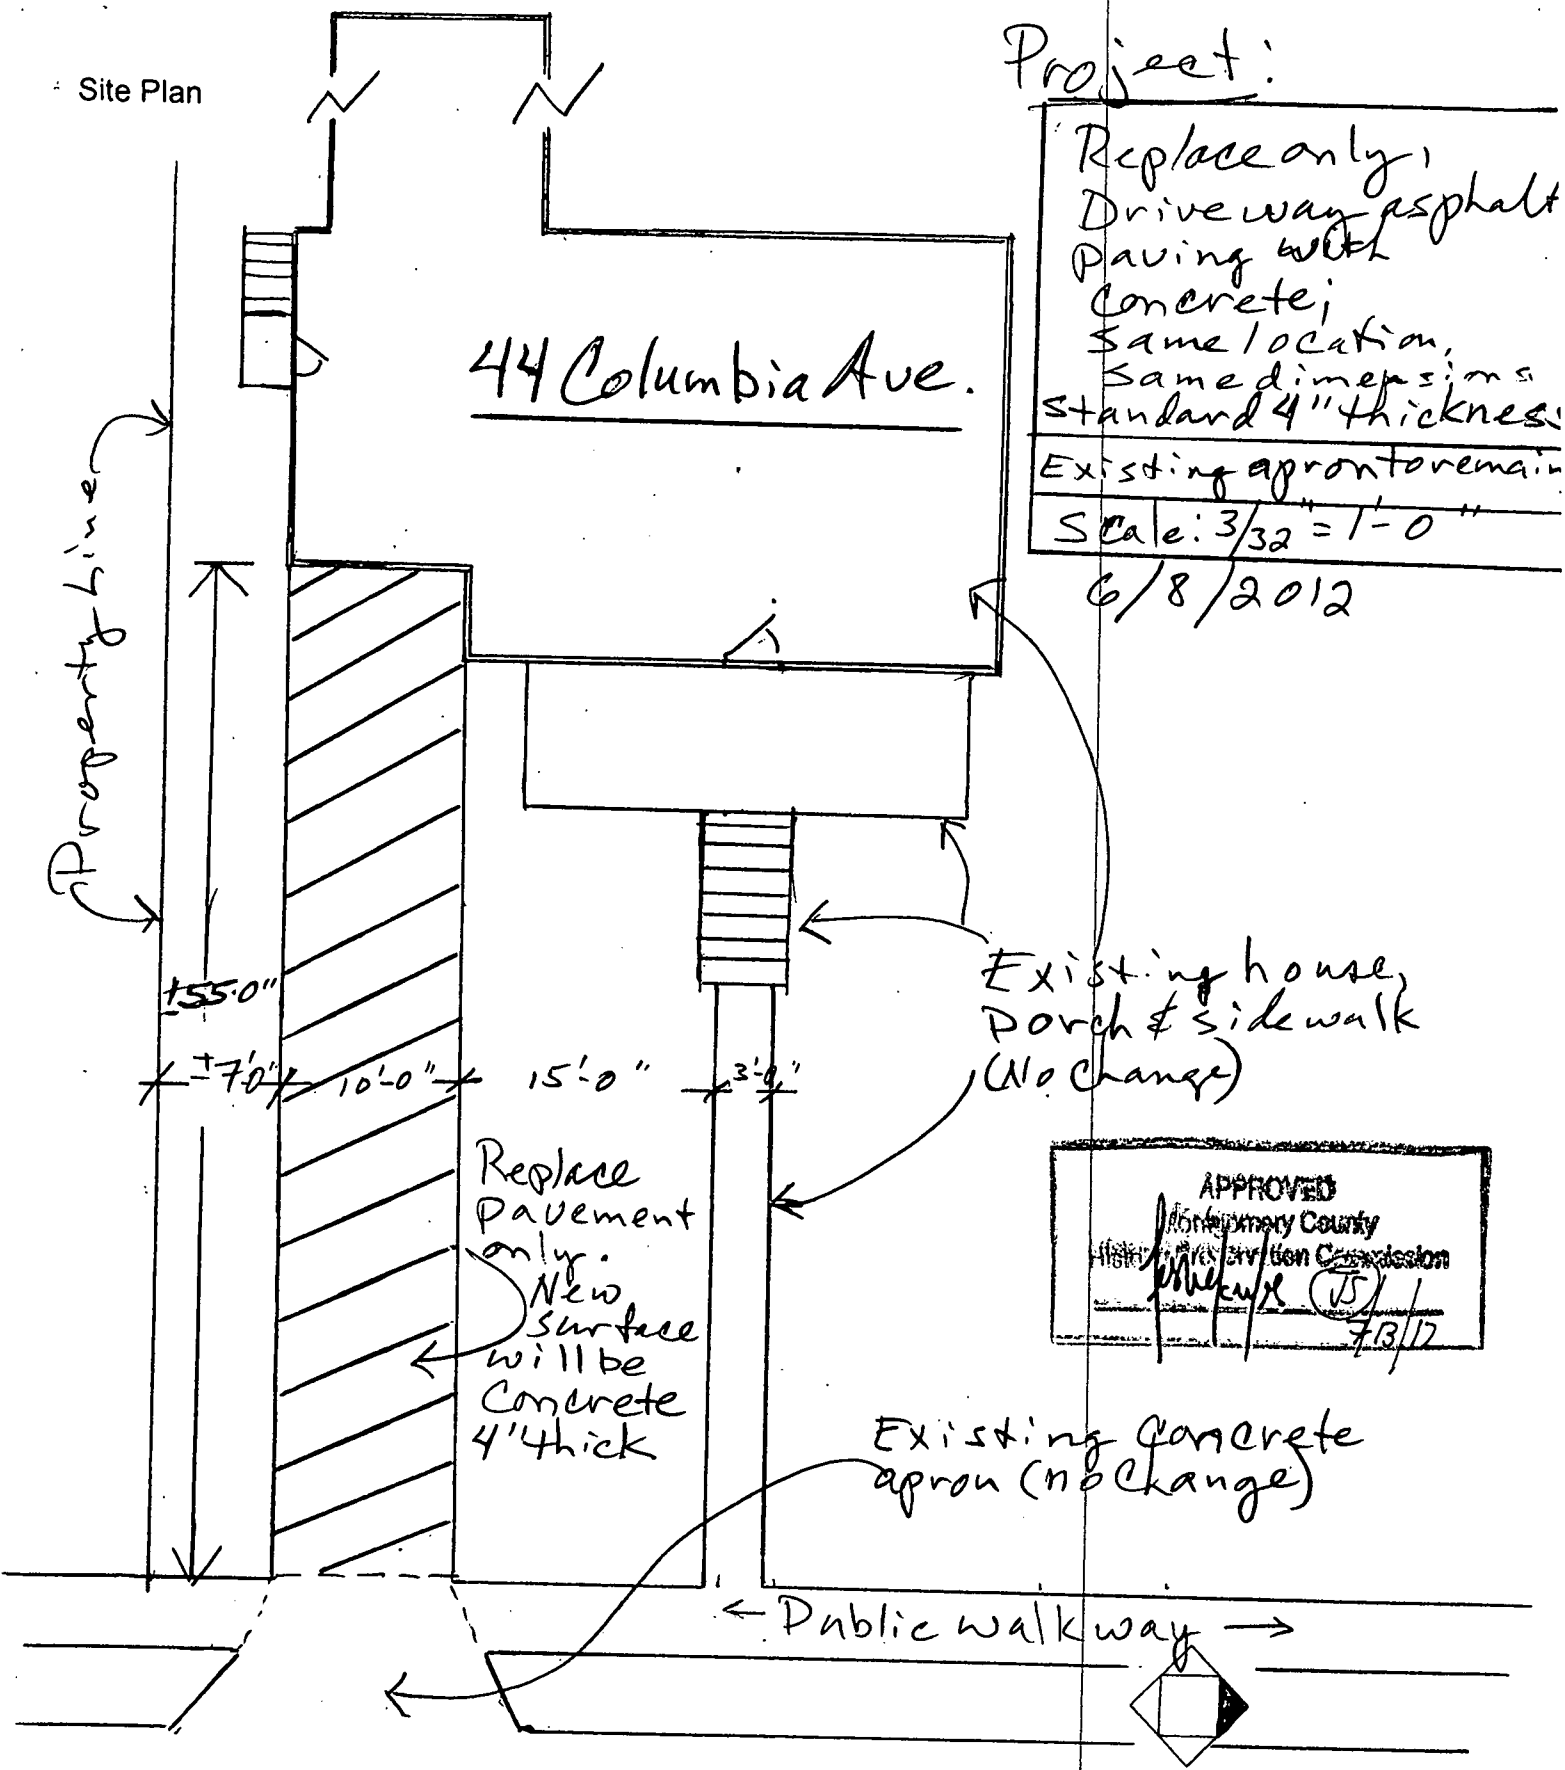 Site Plan
Project:
Replace only,
Driveway asphalt
paving with
Concrete;
same location,
same dimensions
standard 4" thickness
Existing apron to remain
Scale: 3/32" = 1'-0"
6/8/2012
44 Columbia Ave.
Property Line
±55.0"
±7'0"
10'-0"
15'-0"
3'-0"
Existing house,
porch & sidewalk
(No Change)
Replace
pavement
only.
New
surface
will be
Concrete
4" thick
APPROVED
Montgomery County
Historic Preservation Commission
JS
7/13/12
Existing Concrete
apron (no Change)
← Public walkway →